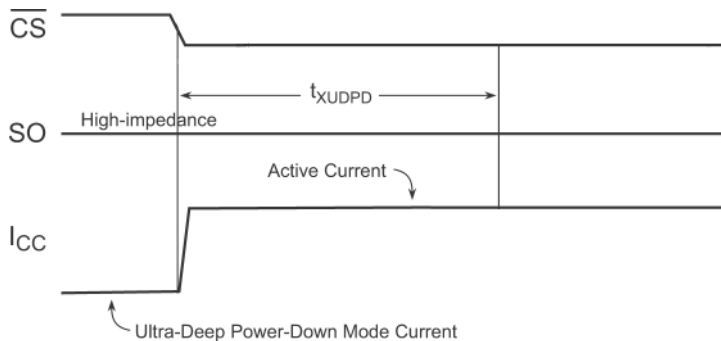 CS
tXUDPD
High-impedance
SO
Active Current
ICC
Ultra-Deep Power-Down Mode Current